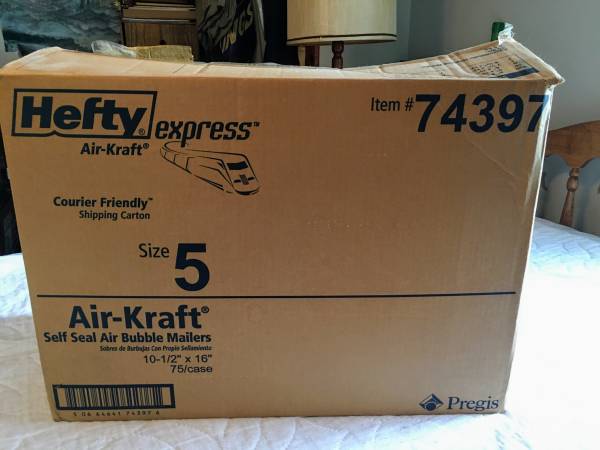 Hefty express™
Item # 74397
Air-Kraft®
Courier Friendly™
Shipping Carton
Size 5
Air-Kraft®
Self Seal Air Bubble Mailers
Sobres de Burbujas Con Propio Sellamiento
10-1/2" x 16"
75/case
Pregis